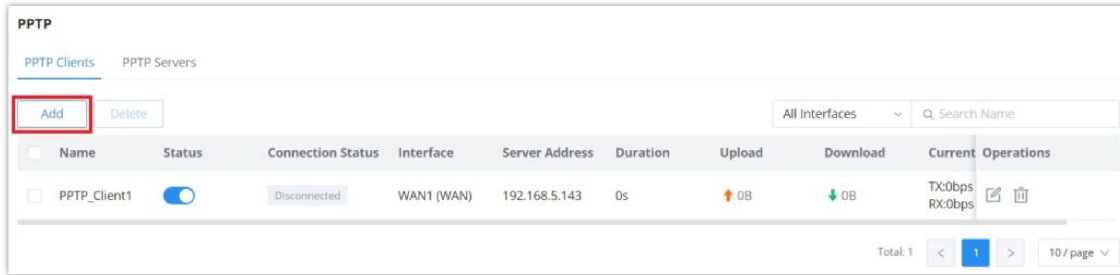 PPTP
PPTP Clients PPTP Servers
Add Delete All Interfaces Search Name
Name Status Connection Status Interface Server Address Duration Upload Download Current Operations
PPTP_Client1 Disconnected WAN1 (WAN) 192.168.5.143 0s 0B 0B TX:0bps
RX:0bps
Total: 1 < 1 > 10 / page